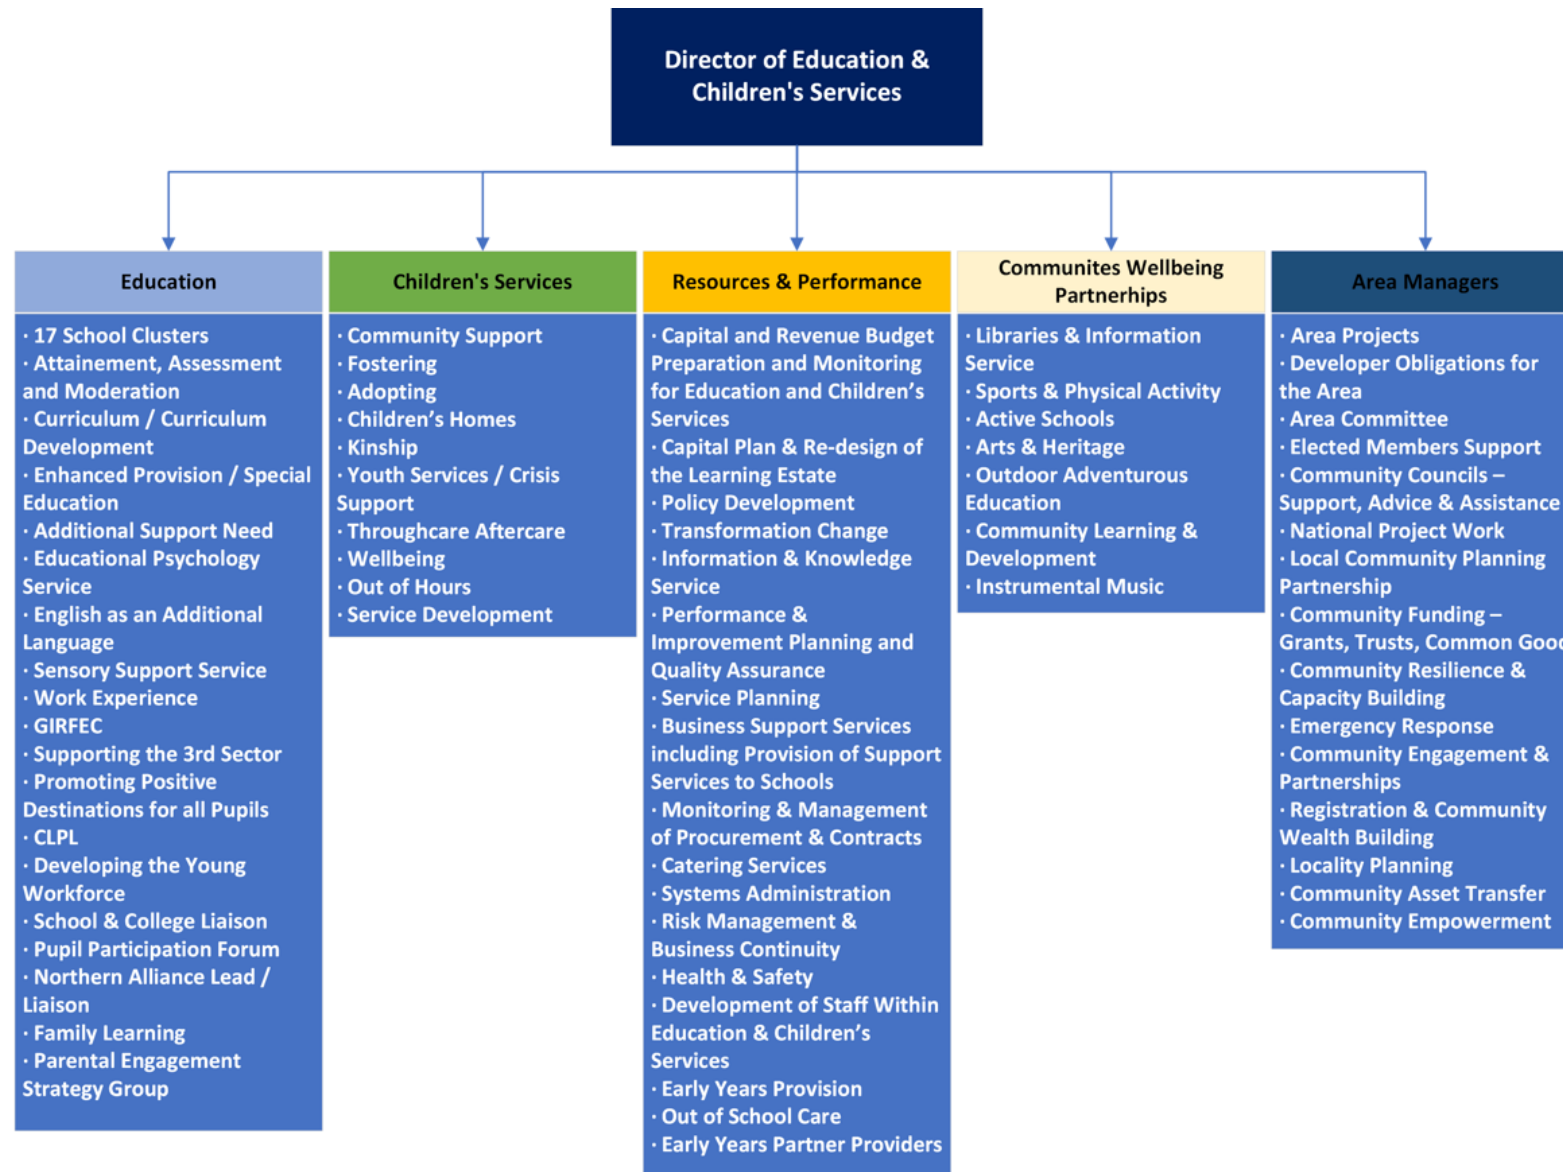 Director of Education &
Children's Services
Education
· 17 School Clusters
· Attainement, Assessment
and Moderation
· Curriculum / Curriculum
Development
· Enhanced Provision / Special
Education
· Additional Support Need
· Educational Psychology
Service
· English as an Additional
Language
· Sensory Support Service
· Work Experience
· GIRFEC
· Supporting the 3rd Sector
· Promoting Positive
Destinations for all Pupils
· CLPL
· Developing the Young
Workforce
· School & College Liaison
· Pupil Participation Forum
· Northern Alliance Lead /
Liaison
· Family Learning
· Parental Engagement
Strategy Group
Children's Services
· Community Support
· Fostering
· Adopting
· Children’s Homes
· Kinship
· Youth Services / Crisis
Support
· Throughcare Aftercare
· Wellbeing
· Out of Hours
· Service Development
Resources & Performance
· Capital and Revenue Budget
Preparation and Monitoring
for Education and Children’s
Services
· Capital Plan & Re-design of
the Learning Estate
· Policy Development
· Transformation Change
· Information & Knowledge
Service
· Performance &
Improvement Planning and
Quality Assurance
· Service Planning
· Business Support Services
including Provision of Support
Services to Schools
· Monitoring & Management
of Procurement & Contracts
· Catering Services
· Systems Administration
· Risk Management &
Business Continuity
· Health & Safety
· Development of Staff Within
Education & Children’s
Services
· Early Years Provision
· Out of School Care
· Early Years Partner Providers
Communites Wellbeing
Partnerhips
· Libraries & Information
Service
· Sports & Physical Activity
· Active Schools
· Arts & Heritage
· Outdoor Adventurous
Education
· Community Learning &
Development
· Instrumental Music
Area Managers
· Area Projects
· Developer Obligations for
the Area
· Area Committee
· Elected Members Support
· Community Councils –
Support, Advice & Assistance
· National Project Work
· Local Community Planning
Partnership
· Community Funding –
Grants, Trusts, Common Good
· Community Resilience &
Capacity Building
· Emergency Response
· Community Engagement &
Partnerships
· Registration & Community
Wealth Building
· Locality Planning
· Community Asset Transfer
· Community Empowerment